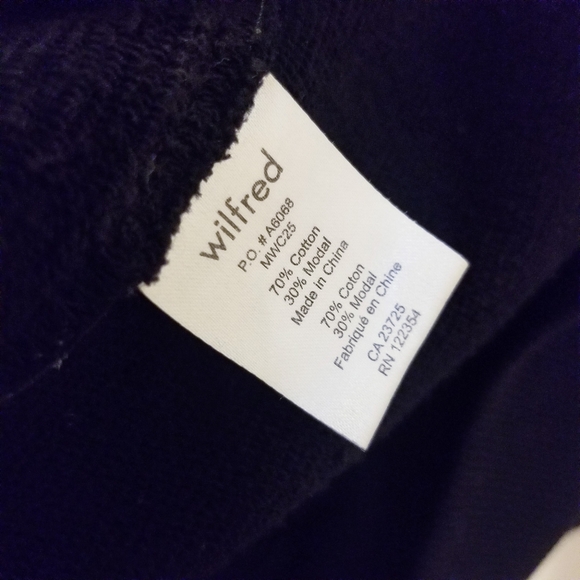 wilfred
P.O. # A6068
MWC25
70% Cotton
30% Modal
Made in China
70% Coton
30% Modal
Fabriqué en Chine
CA 23725
RN 122354